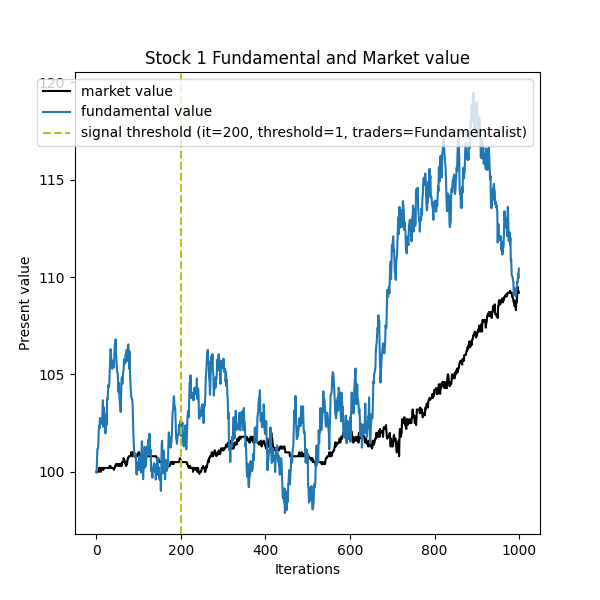 Stock 1 Fundamental and Market value
120
market value
fundamental value
signal threshold (it=200, threshold=1, traders=Fundamentalist)
115
110
105
100
Present value
0 200 400 600 800 1000
Iterations